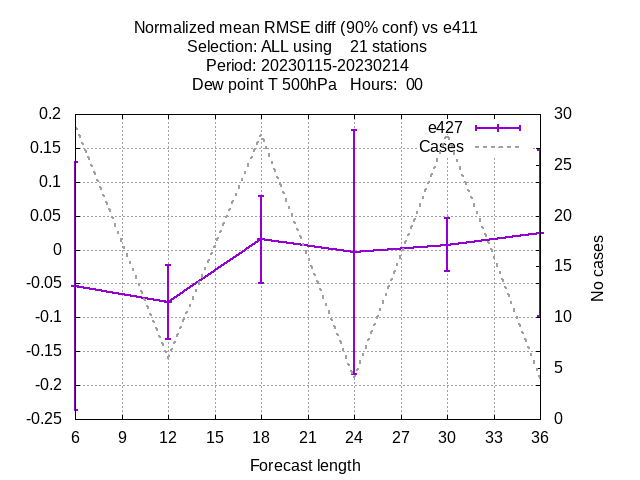 Normalized mean RMSE diff (90% conf) vs e411
Selection: ALL using    21 stations
Period: 20230115-20230214
Dew point T 500hPa   Hours:  00
e427
Cases
0.2
0.15
0.1
0.05
0
-0.05
-0.1
-0.15
-0.2
-0.25
30
25
20
15
10
5
0
No cases
6 9 12 15 18 21 24 27 30 33 36
Forecast length